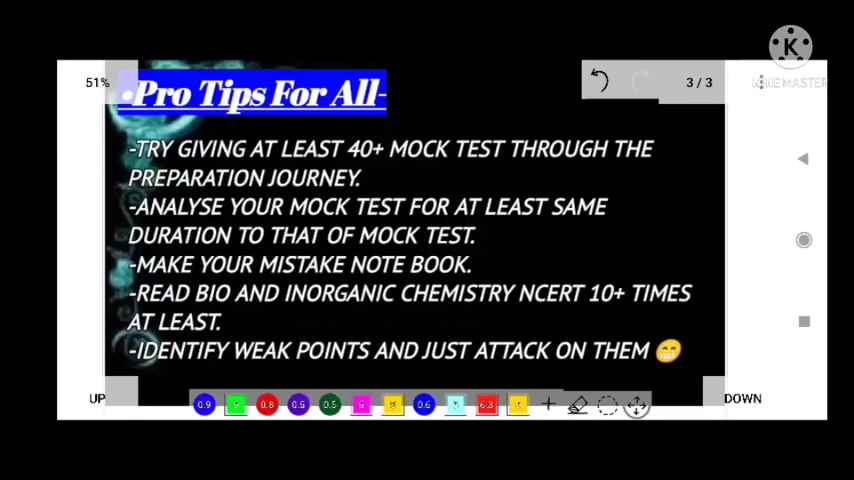 K
KINEMASTER
51%
•Pro Tips For All-
3 / 3
-TRY GIVING AT LEAST 40+ MOCK TEST THROUGH THE
PREPARATION JOURNEY.
-ANALYSE YOUR MOCK TEST FOR AT LEAST SAME
DURATION TO THAT OF MOCK TEST.
-MAKE YOUR MISTAKE NOTE BOOK.
-READ BIO AND INORGANIC CHEMISTRY NCERT 10+ TIMES
AT LEAST.
-IDENTIFY WEAK POINTS AND JUST ATTACK ON THEM 😁
UP
DOWN
0.9
0.8
0.5
0.6
6.3